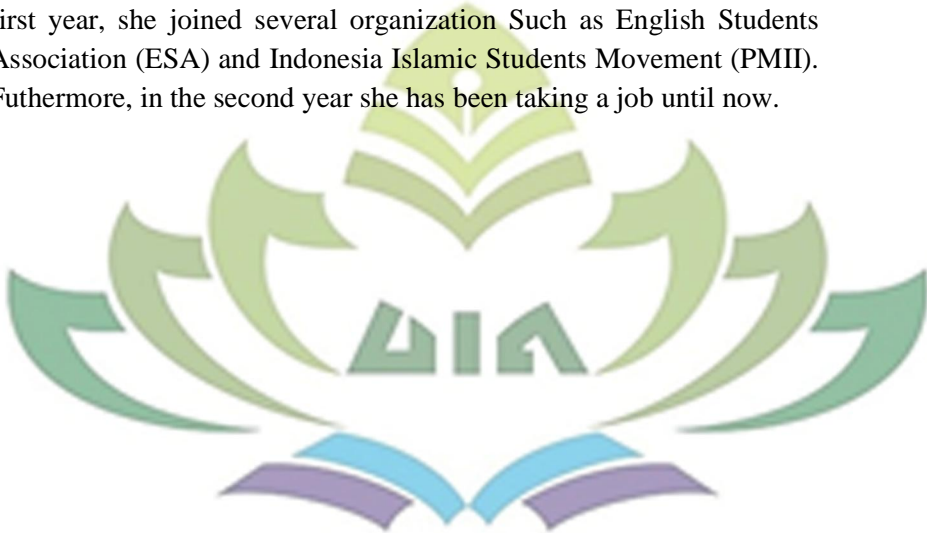 first year, she joined several organization Such as English Students
Association (ESA) and Indonesia Islamic Students Movement (PMII).
Futhermore, in the second year she has been taking a job until now.
UIN